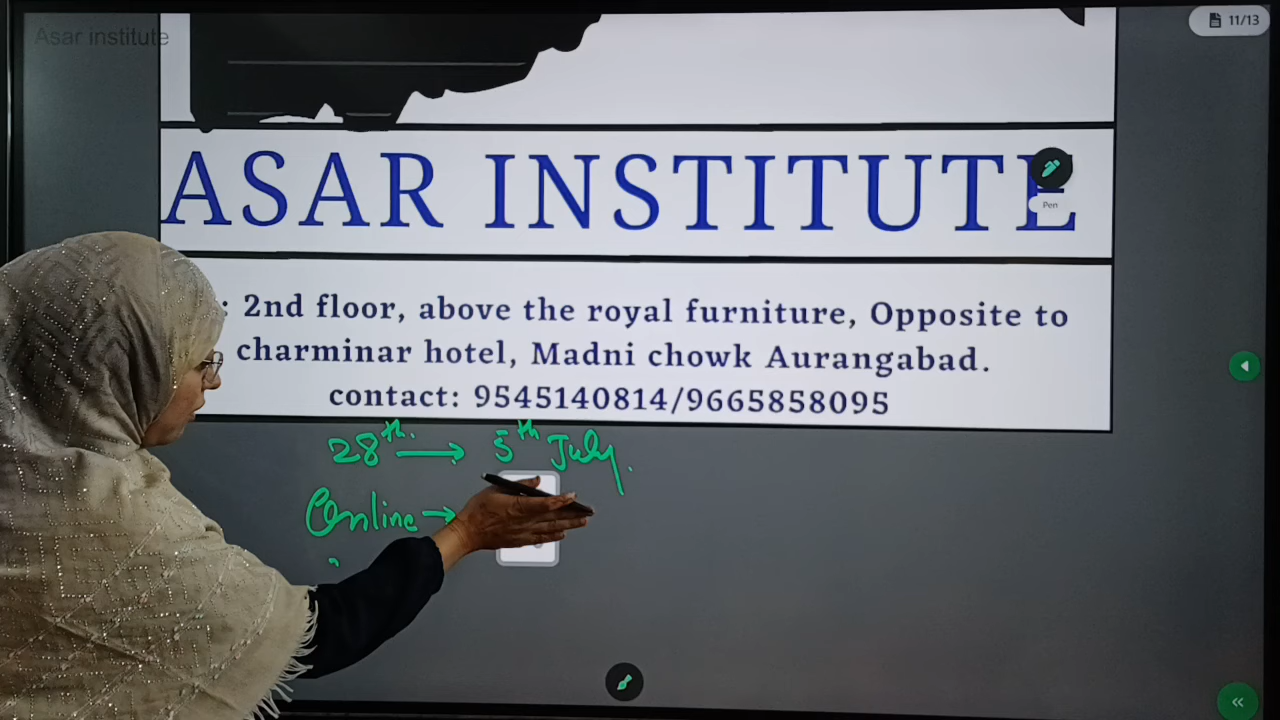 Asar institute
11/13
ASAR INSTITUTE
Pen
: 2nd floor, above the royal furniture, Opposite to
charminar hotel, Madni chowk Aurangabad.
contact: 9545140814/9665858095
28th. → 5th July.
Online →